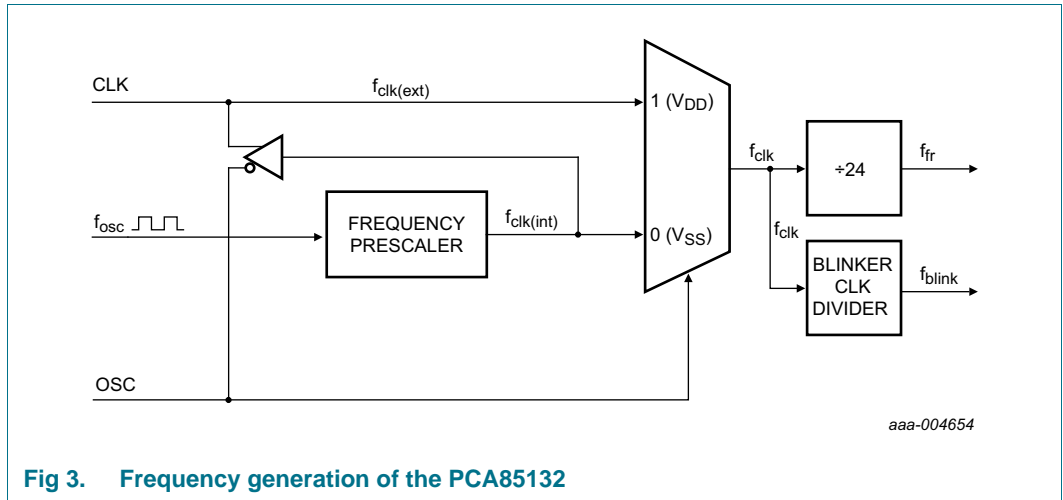 CLK
fclk(ext)
1 (VDD)
fosc
FREQUENCY
PRESCALER
fclk(int)
0 (VSS)
fclk
÷24
ffr
fclk
BLINKER
CLK
DIVIDER
fblink
OSC
aaa-004654
Fig 3. Frequency generation of the PCA85132